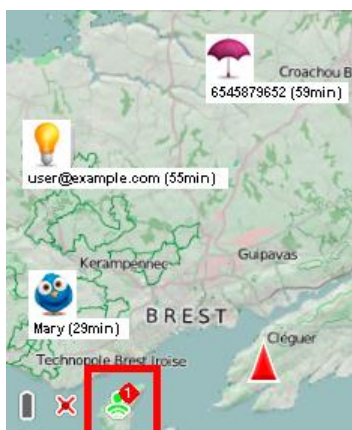 Croachou B
6545879652 (59min)
user@example.com (55min)
Kerampennec
Guipavas
Mary (29min)
BREST
Cléguer
Technopole Brest Iroise
1